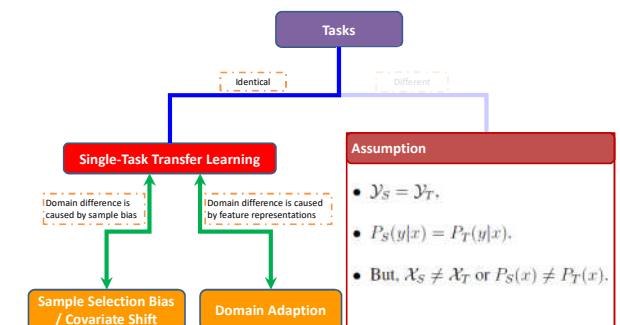 Tasks
Identical
Different
Single-Task Transfer Learning
Assumption
Domain difference is
caused by sample bias
Domain difference is caused
by feature representations
• 𝒴_S = 𝒴_T.
• P_S(y|x) = P_T(y|x).
• But, 𝒳_S ≠ 𝒳_T or P_S(x) ≠ P_T(x).
Sample Selection Bias
/ Covariate Shift
Domain Adaption